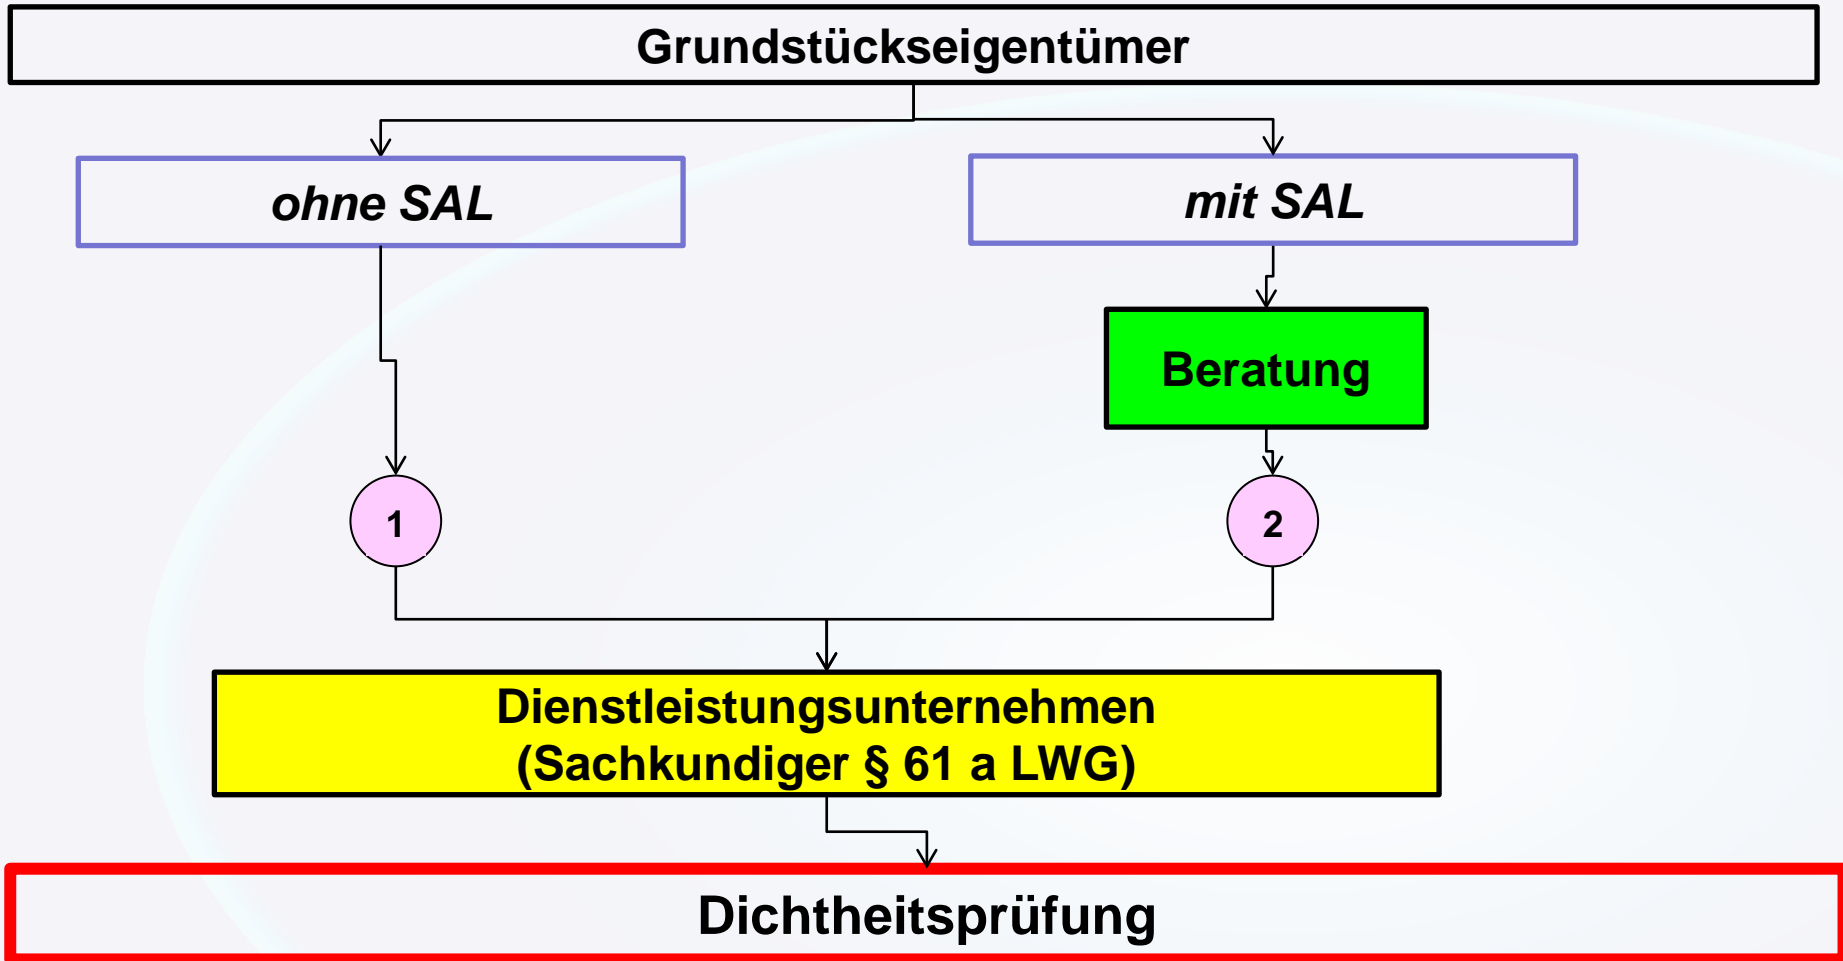 Grundstückseigentümer
ohne SAL
mit SAL
Beratung
1
2
Dienstleistungsunternehmen
(Sachkundiger § 61 a LWG)
Dichtheitsprüfung